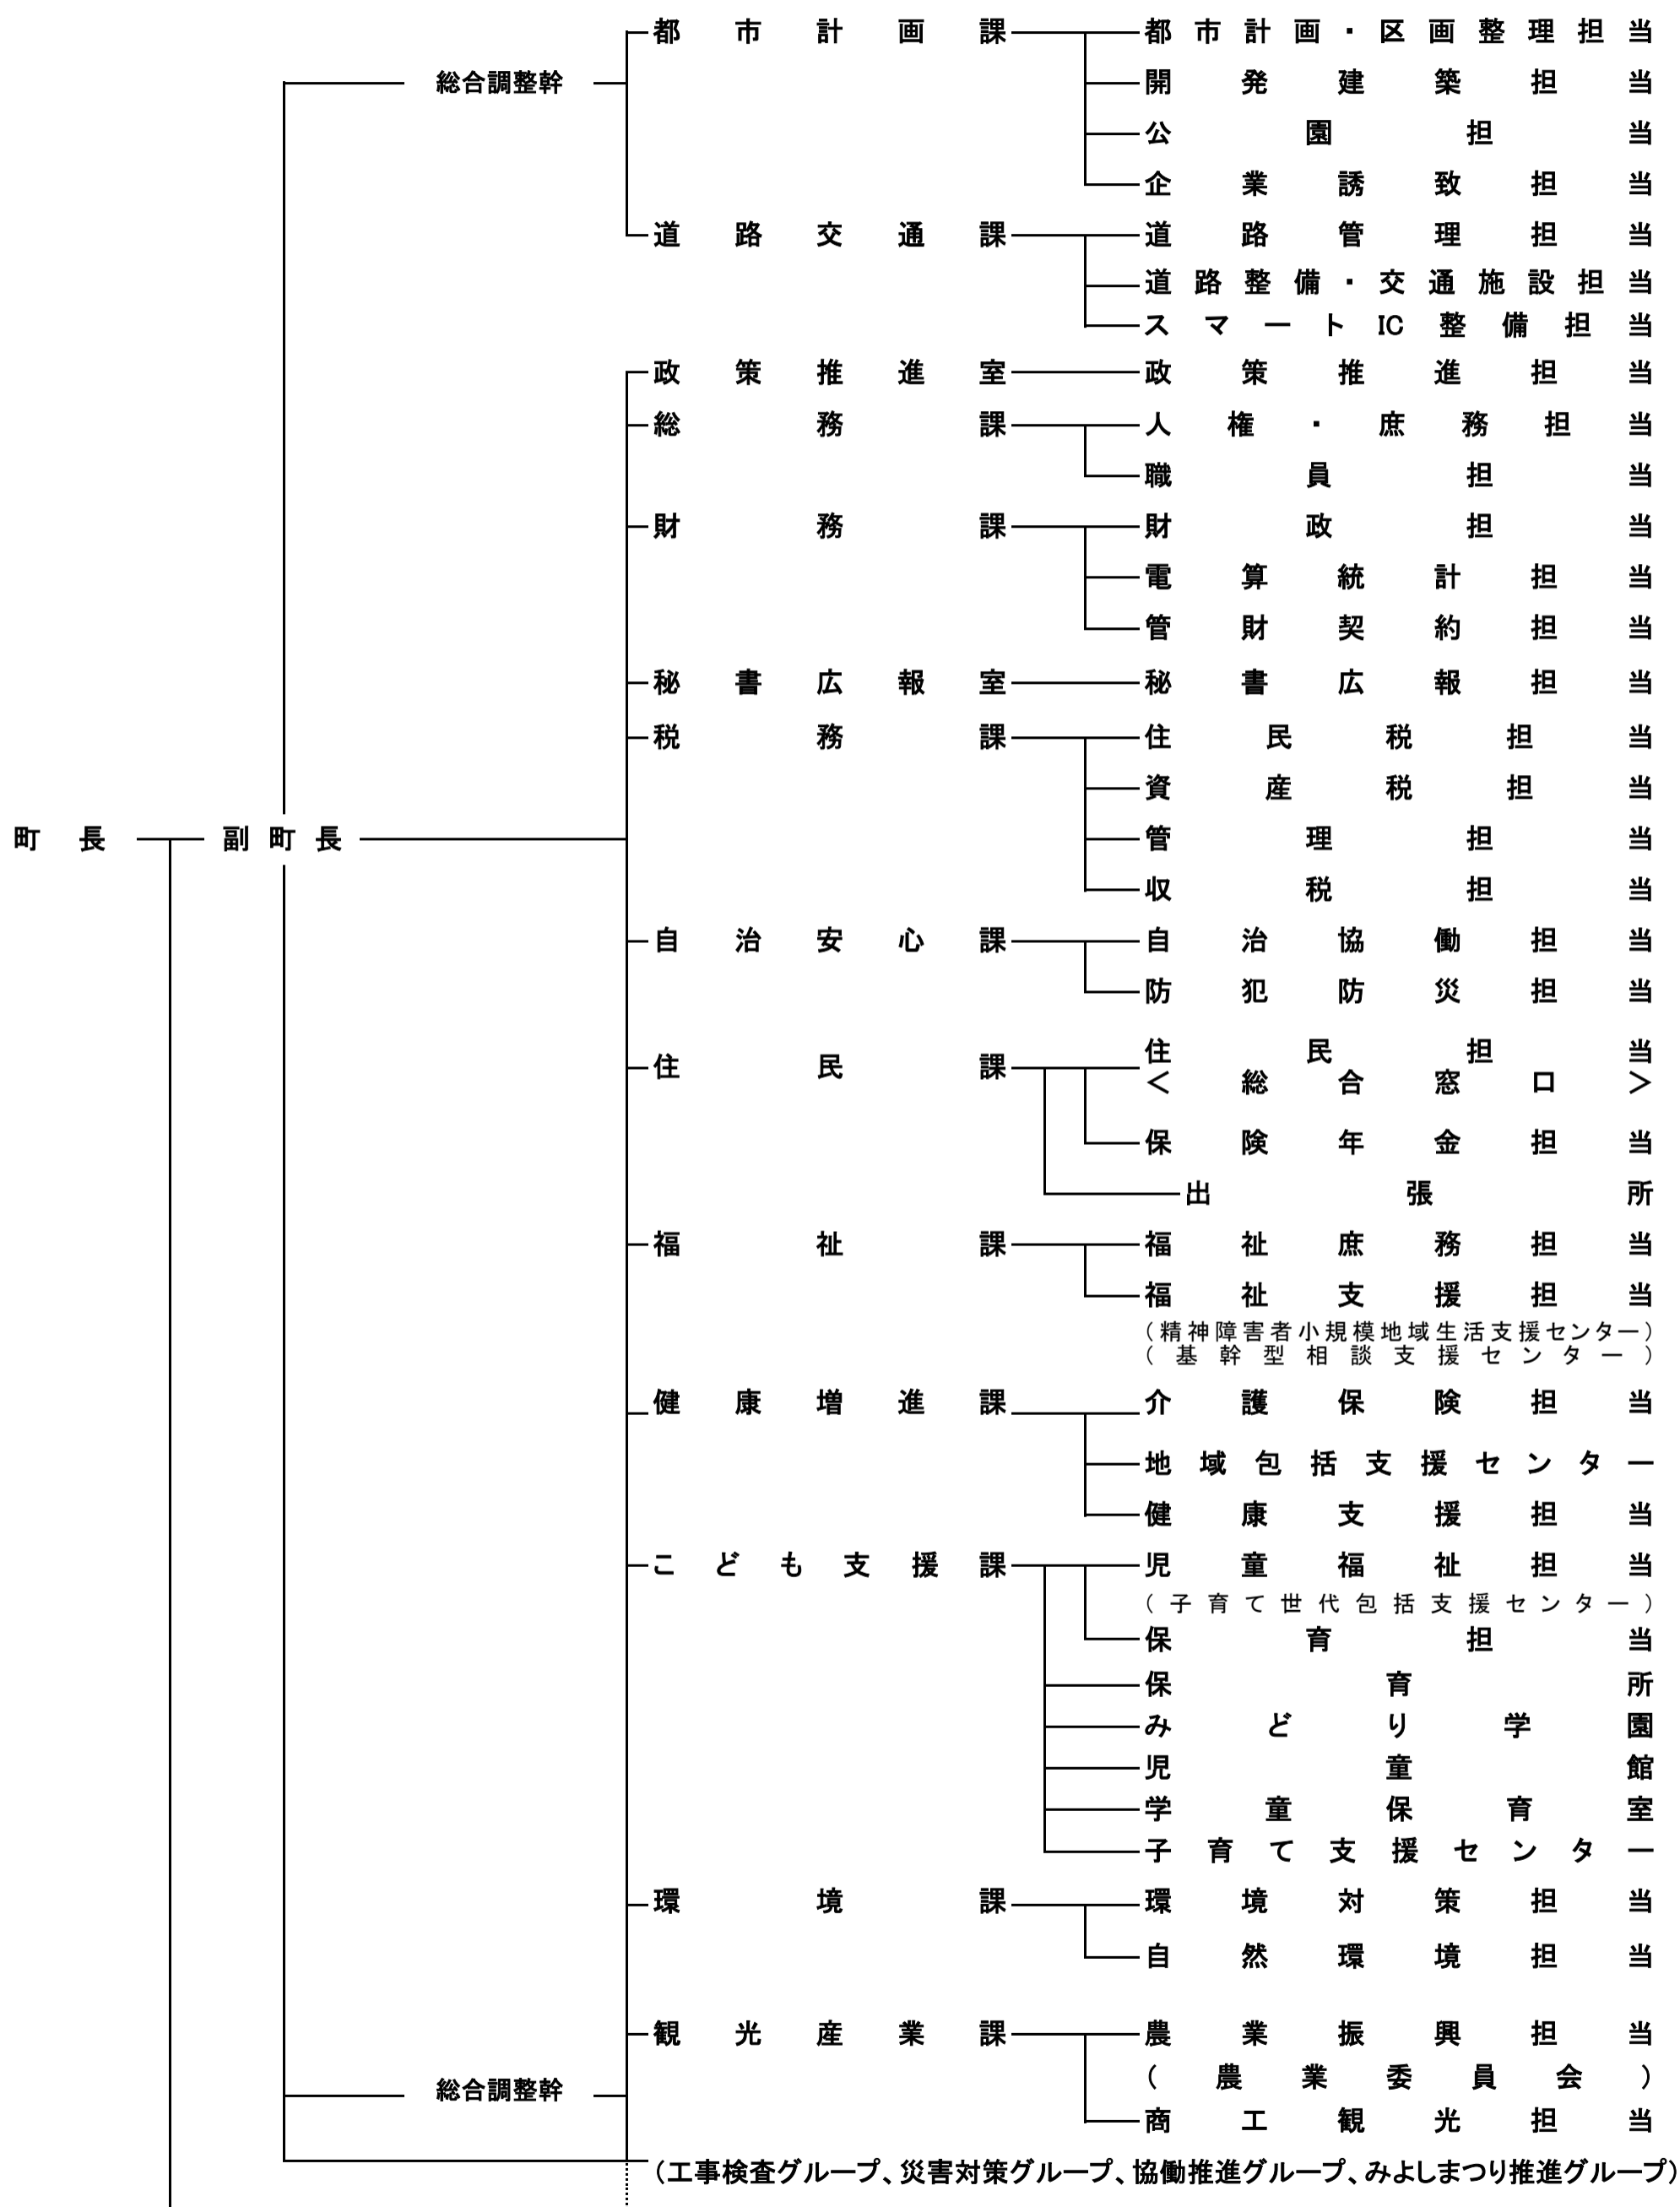 都市計画課 都市計画・区画整理担当
総合調整幹 開発建築担当
公園担当
企業誘致担当
道路交通課 道路管理担当
道路整備・交通施設担当
スマートIC整備担当
政策推進室 政策推進担当
総務課 人権・庶務担当
職員担当
財務課 財政担当
電算統計担当
管財契約担当
秘書広報室 秘書広報担当
税務課 住民税担当
資産税担当
町長 副町長 管理担当
収税担当
自治安心課 自治協働担当
防犯防災担当
住民課 住民担当
＜総合窓口＞
保険年金担当
出張所
福祉課 福祉庶務担当
福祉支援担当
（精神障害者小規模地域生活支援センター）
（基幹型相談支援センター）
健康増進課 介護保険担当
地域包括支援センター
健康支援担当
こども支援課 児童福祉担当
（子育て世代包括支援センター）
保育担当
保育所
みどり学園
児童館
学童保育室
子育て支援センター
環境課 環境対策担当
自然環境担当
観光産業課 農業振興担当
総合調整幹 （農業委員会）
商工観光担当
（工事検査グループ、災害対策グループ、協働推進グループ、みよしまつり推進グループ）